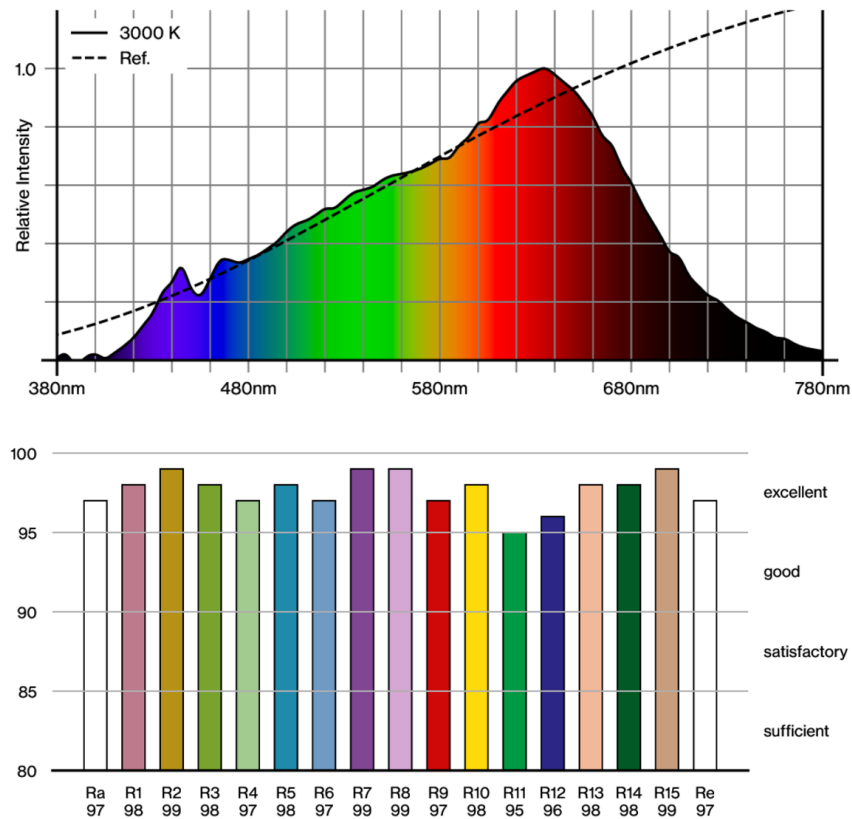 3000 K
Ref.
1.0
Relative Intensity
380nm 480nm 580nm 680nm 780nm
100
excellent
95
good
90
satisfactory
85
sufficient
80
Ra R1 R2 R3 R4 R5 R6 R7 R8 R9 R10 R11 R12 R13 R14 R15 Re
97 98 99 98 97 98 97 99 99 97 98 95 96 98 98 99 97